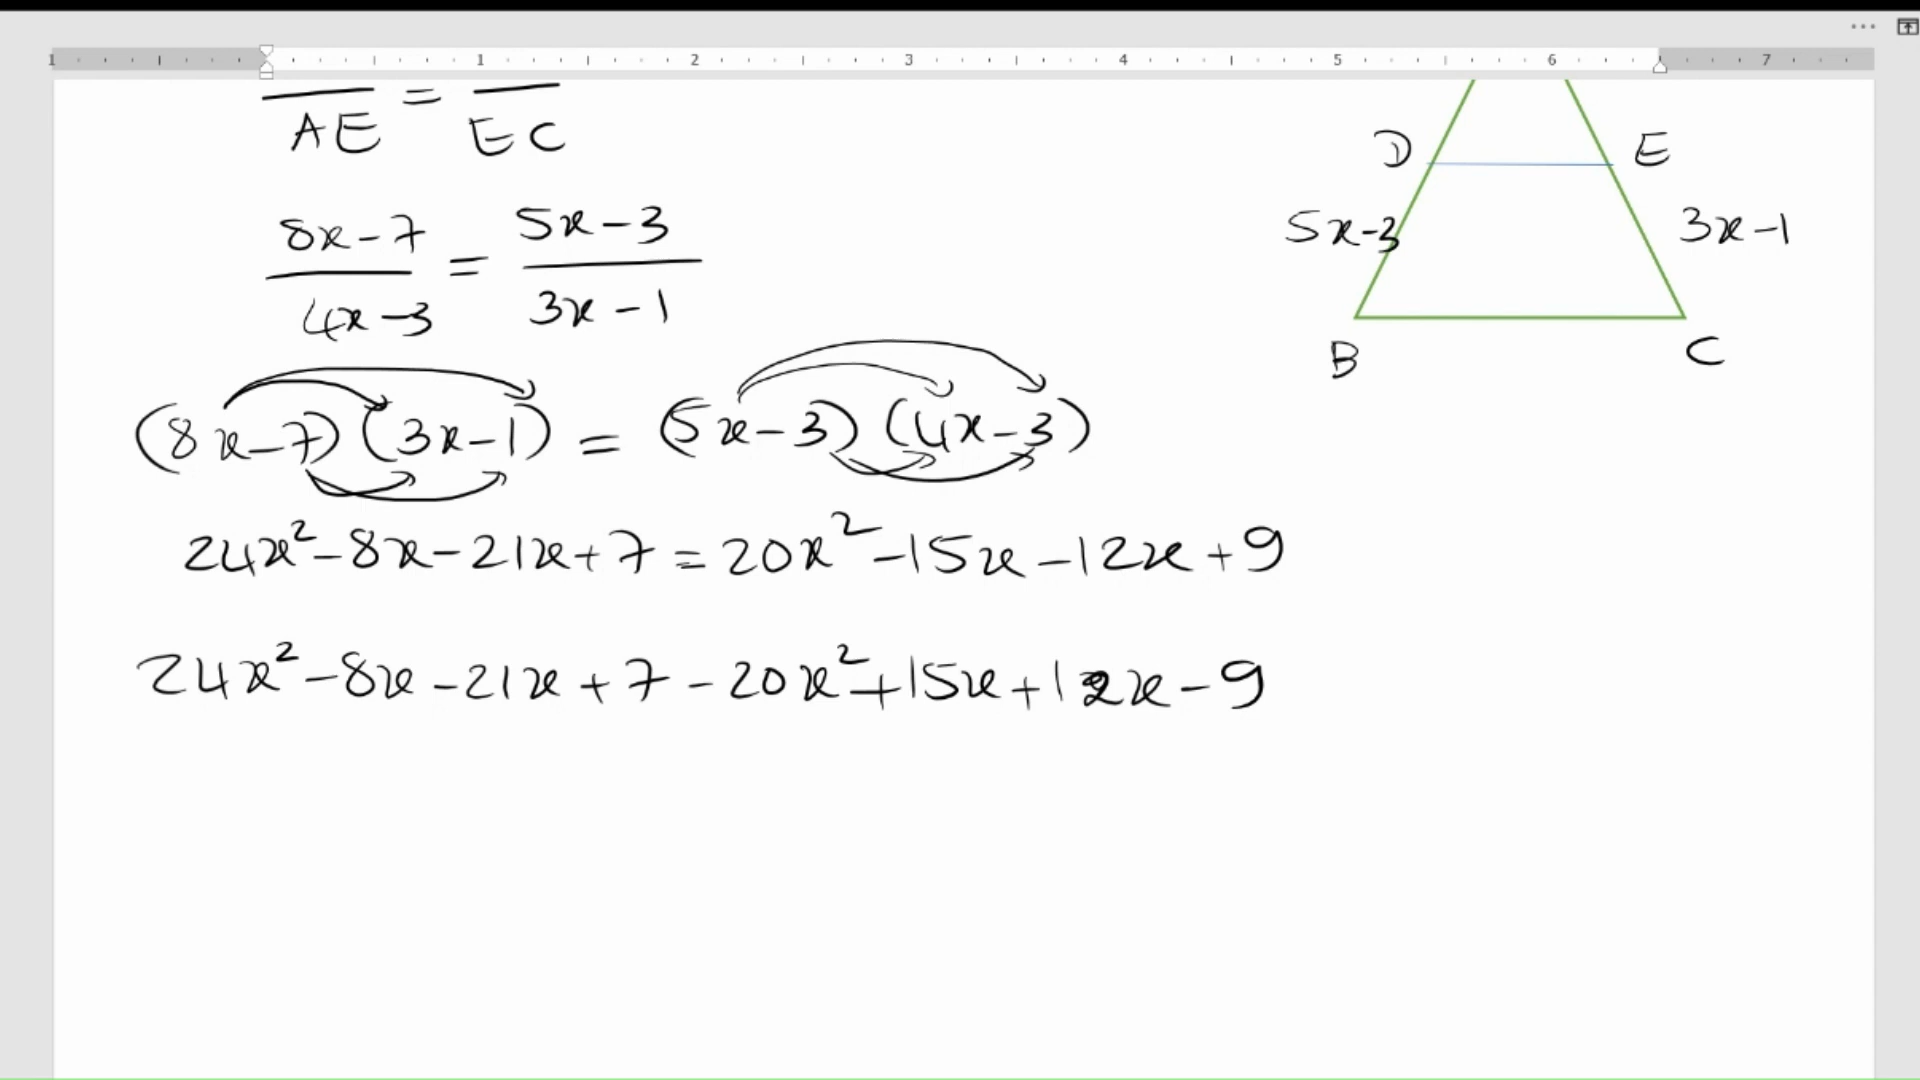 1 1 2 3 4 5 6 7
AE = EC
8x-7 = 5x-3
4x-3 3x-1
D E
5x-3 3x-1
B C
(8x-7)(3x-1) = (5x-3)(4x-3)
24x²-8x-21x+7=20x²-15x-12x+9
24x²-8x-21x+7-20x²+15x+12x-9